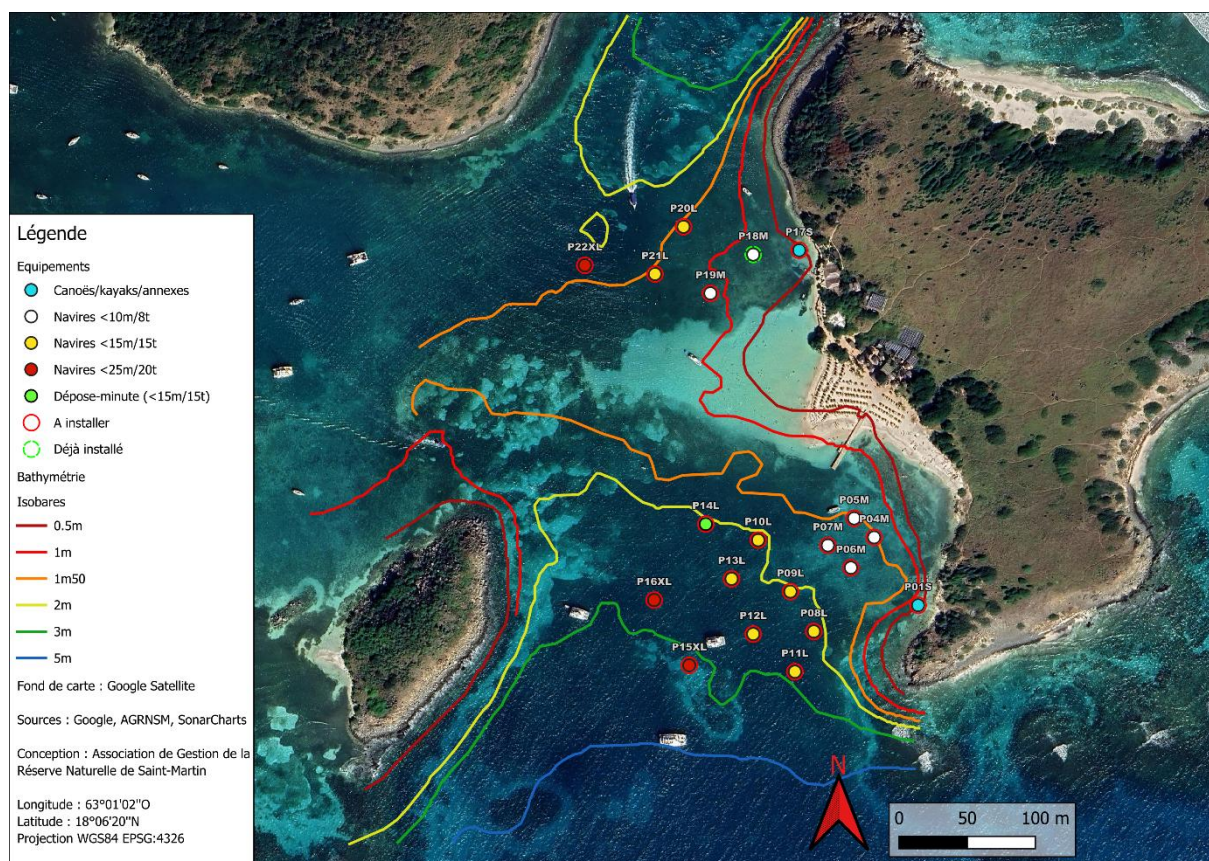 Légende
Equipements
Canoës/kayaks/annexes
Navires <10m/8t
Navires <15m/15t
Navires <25m/20t
Dépose-minute (<15m/15t)
A installer
Déjà installé
Bathymétrie
Isobares
0.5m
1m
1m50
2m
3m
5m
Fond de carte : Google Satellite
Sources : Google, AGRNSM, SonarCharts
Conception : Association de Gestion de la
Réserve Naturelle de Saint-Martin
Longitude : 63°01'02''O
Latitude : 18°06'20''N
Projection WGS84 EPSG:4326
P20L
P18M
P17S
P22XL
P21L
P19M
P14L
P10L
P05M
P04M
P07M
P06M
P13L
P09L
P16XL
P01S
P12L
P08L
P15XL
P11L
N
0 50 100 m